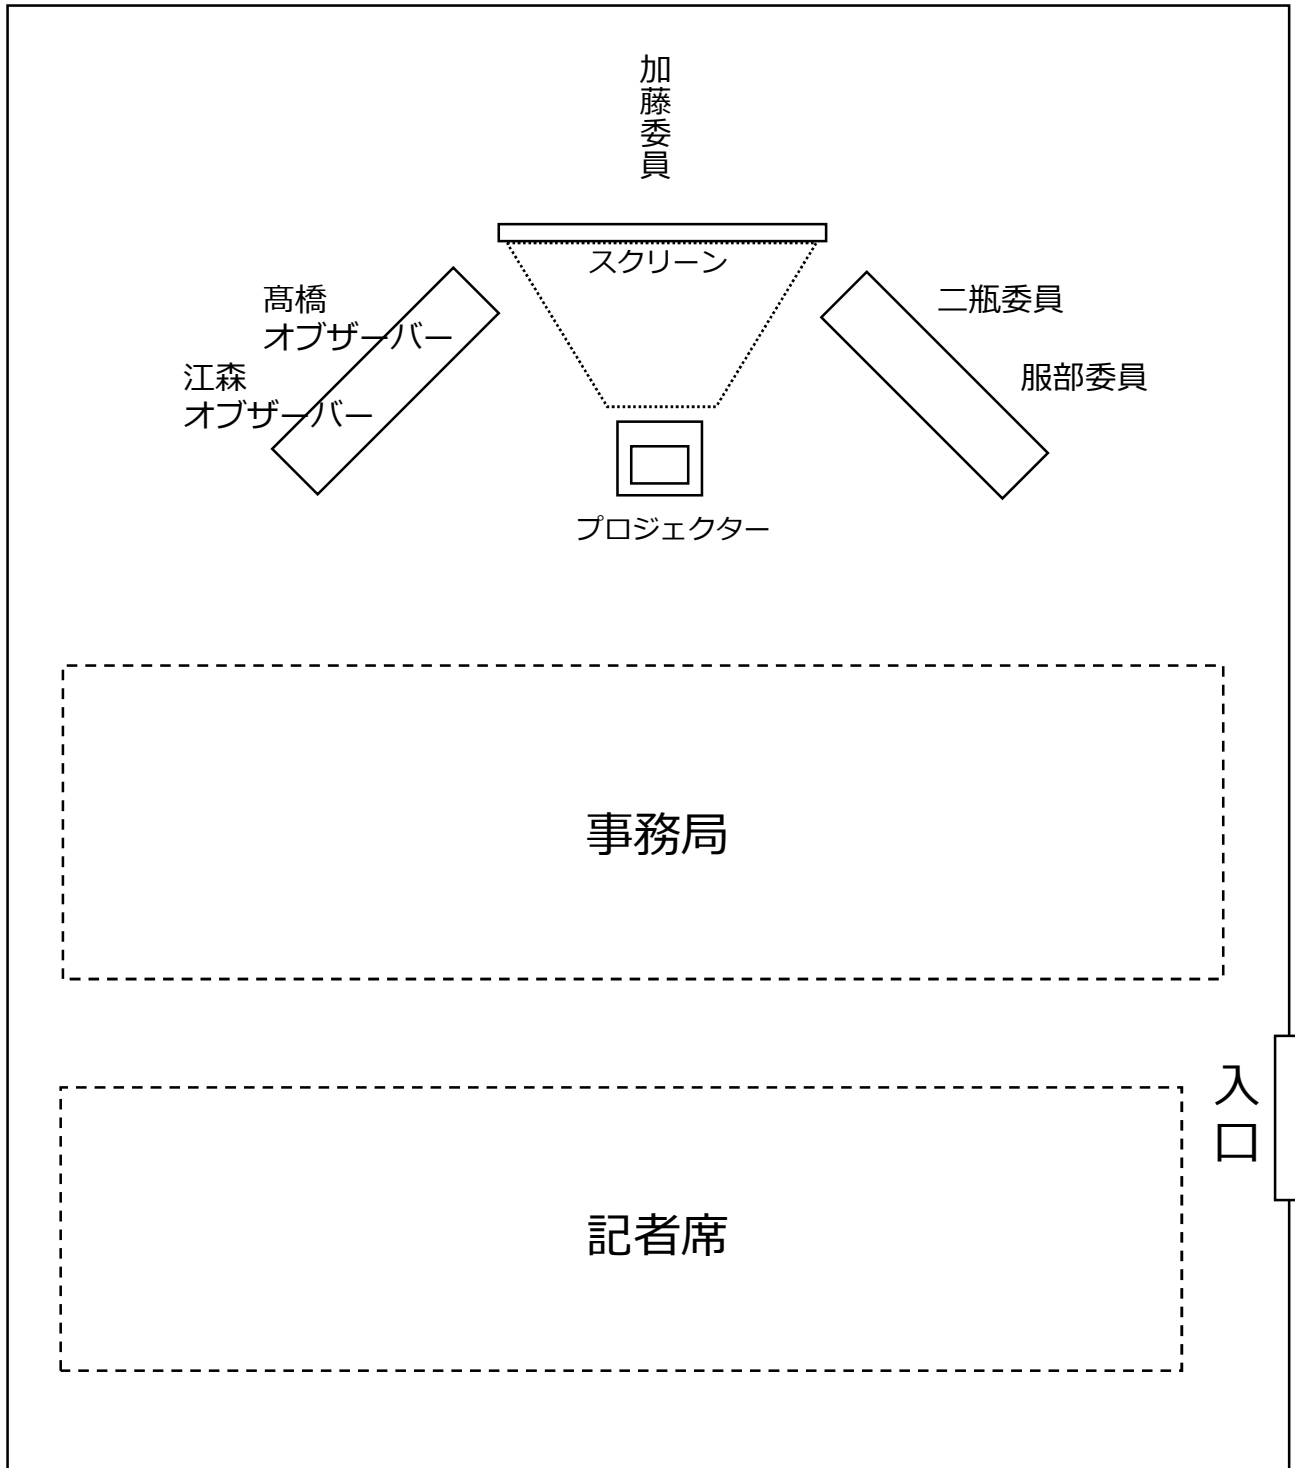 加藤委員
スクリーン
髙橋
オブザーバー
江森
オブザーバー
二瓶委員
服部委員
プロジェクター
事務局
入口
記者席